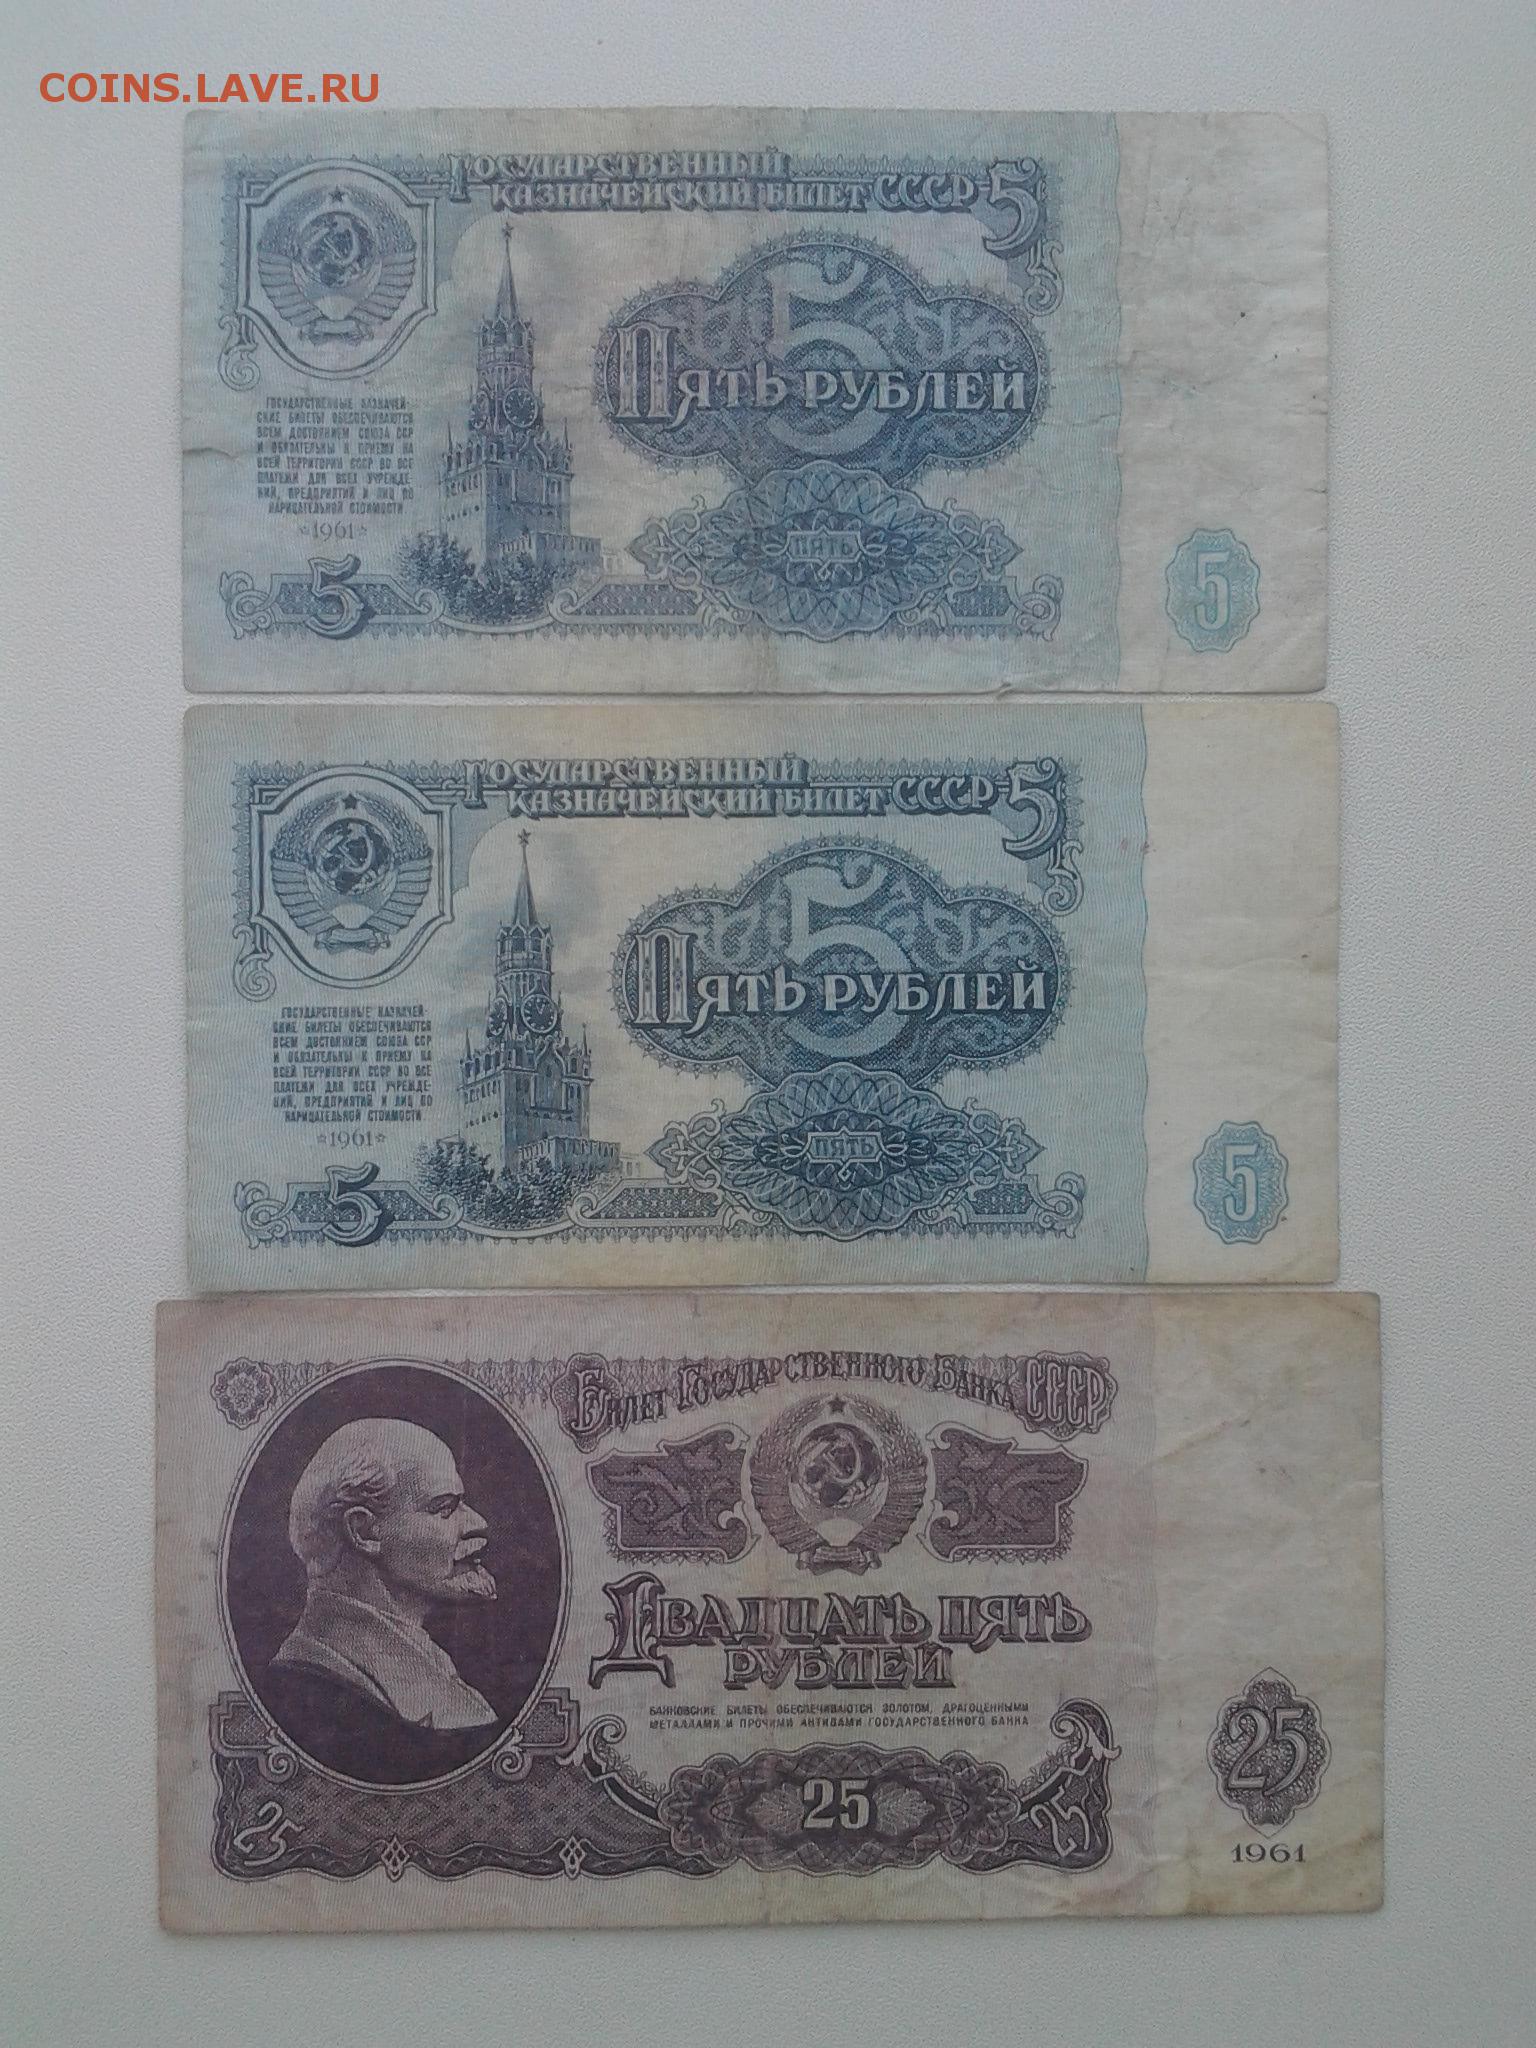 COINS.LAVE.RU
ГОСУДАРСТВЕННЫЙ
КАЗНАЧЕЙСКИЙ БИЛЕТ СССР 5
5
5
ПЯТЬ РУБЛЕЙ
ГОСУДАРСТВЕННЫЕ КАЗНАЧЕЙ-
СКИЕ БИЛЕТЫ ОБЕСПЕЧИВАЮТСЯ
ВСЕМ ДОСТОЯНИЕМ СОЮЗА ССР
И ОБЯЗАТЕЛЬНЫ К ПРИЕМУ НА
ВСЕЙ ТЕРРИТОРИИ СССР ВО ВСЕ
ПЛАТЕЖИ ДЛЯ ВСЕХ УЧРЕЖДЕ-
НИЙ, ПРЕДПРИЯТИЙ И ЛИЦ ПО
НАРИЦАТЕЛЬНОЙ СТОИМОСТИ
☆1961☆
ПЯТЬ
5
5
ГОСУДАРСТВЕННЫЙ
КАЗНАЧЕЙСКИЙ БИЛЕТ СССР 5
5
5
ПЯТЬ РУБЛЕЙ
ГОСУДАРСТВЕННЫЕ КАЗНАЧЕЙ-
СКИЕ БИЛЕТЫ ОБЕСПЕЧИВАЮТСЯ
ВСЕМ ДОСТОЯНИЕМ СОЮЗА ССР
И ОБЯЗАТЕЛЬНЫ К ПРИЕМУ НА
ВСЕЙ ТЕРРИТОРИИ СССР ВО ВСЕ
ПЛАТЕЖИ ДЛЯ ВСЕХ УЧРЕЖДЕ-
НИЙ, ПРЕДПРИЯТИЙ И ЛИЦ ПО
НАРИЦАТЕЛЬНОЙ СТОИМОСТИ
☆1961☆
ПЯТЬ
5
5
БИЛЕТ ГОСУДАРСТВЕННОГО БАНКА СССР
ДВАДЦАТЬ ПЯТЬ
РУБЛЕЙ
БАНКОВСКИЕ БИЛЕТЫ ОБЕСПЕЧИВАЮТСЯ ЗОЛОТОМ, ДРАГОЦЕННЫМИ
МЕТАЛЛАМИ И ПРОЧИМИ АКТИВАМИ ГОСУДАРСТВЕННОГО БАНКА
25
25
25
25
1961